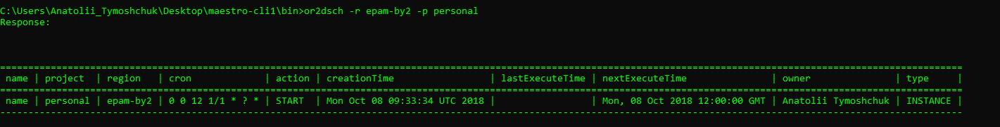 C:\Users\Anatolii_Tymoshchuk\Desktop\maestro-cli1\bin>or2dsch -r epam-by2 -p personal
Response:
===========================================================================================================================================================================
name | project | region | cron | action | creationTime | lastExecuteTime | nextExecuteTime | owner | type |
===========================================================================================================================================================================
name | personal | epam-by2 | 0 0 12 1/1 * ? * | START | Mon Oct 08 09:33:34 UTC 2018 | | Mon, 08 Oct 2018 12:00:00 GMT | Anatolii Tymoshchuk | INSTANCE |
---------------------------------------------------------------------------------------------------------------------------------------------------------------------------